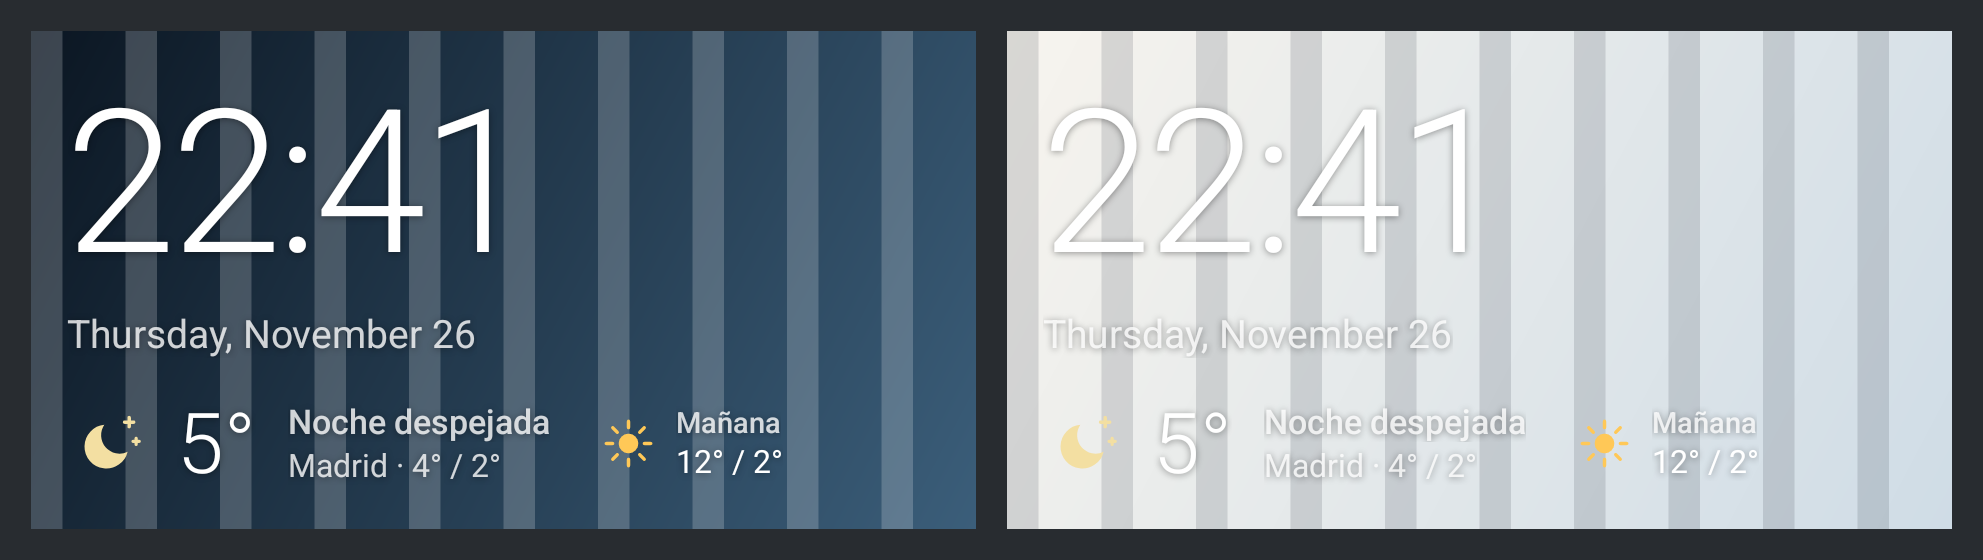 22:41
Thursday, November 26
5°
Noche despejada
Madrid · 4° / 2°
Mañana
12° / 2°
22:41
Thursday, November 26
5°
Noche despejada
Madrid · 4° / 2°
Mañana
12° / 2°